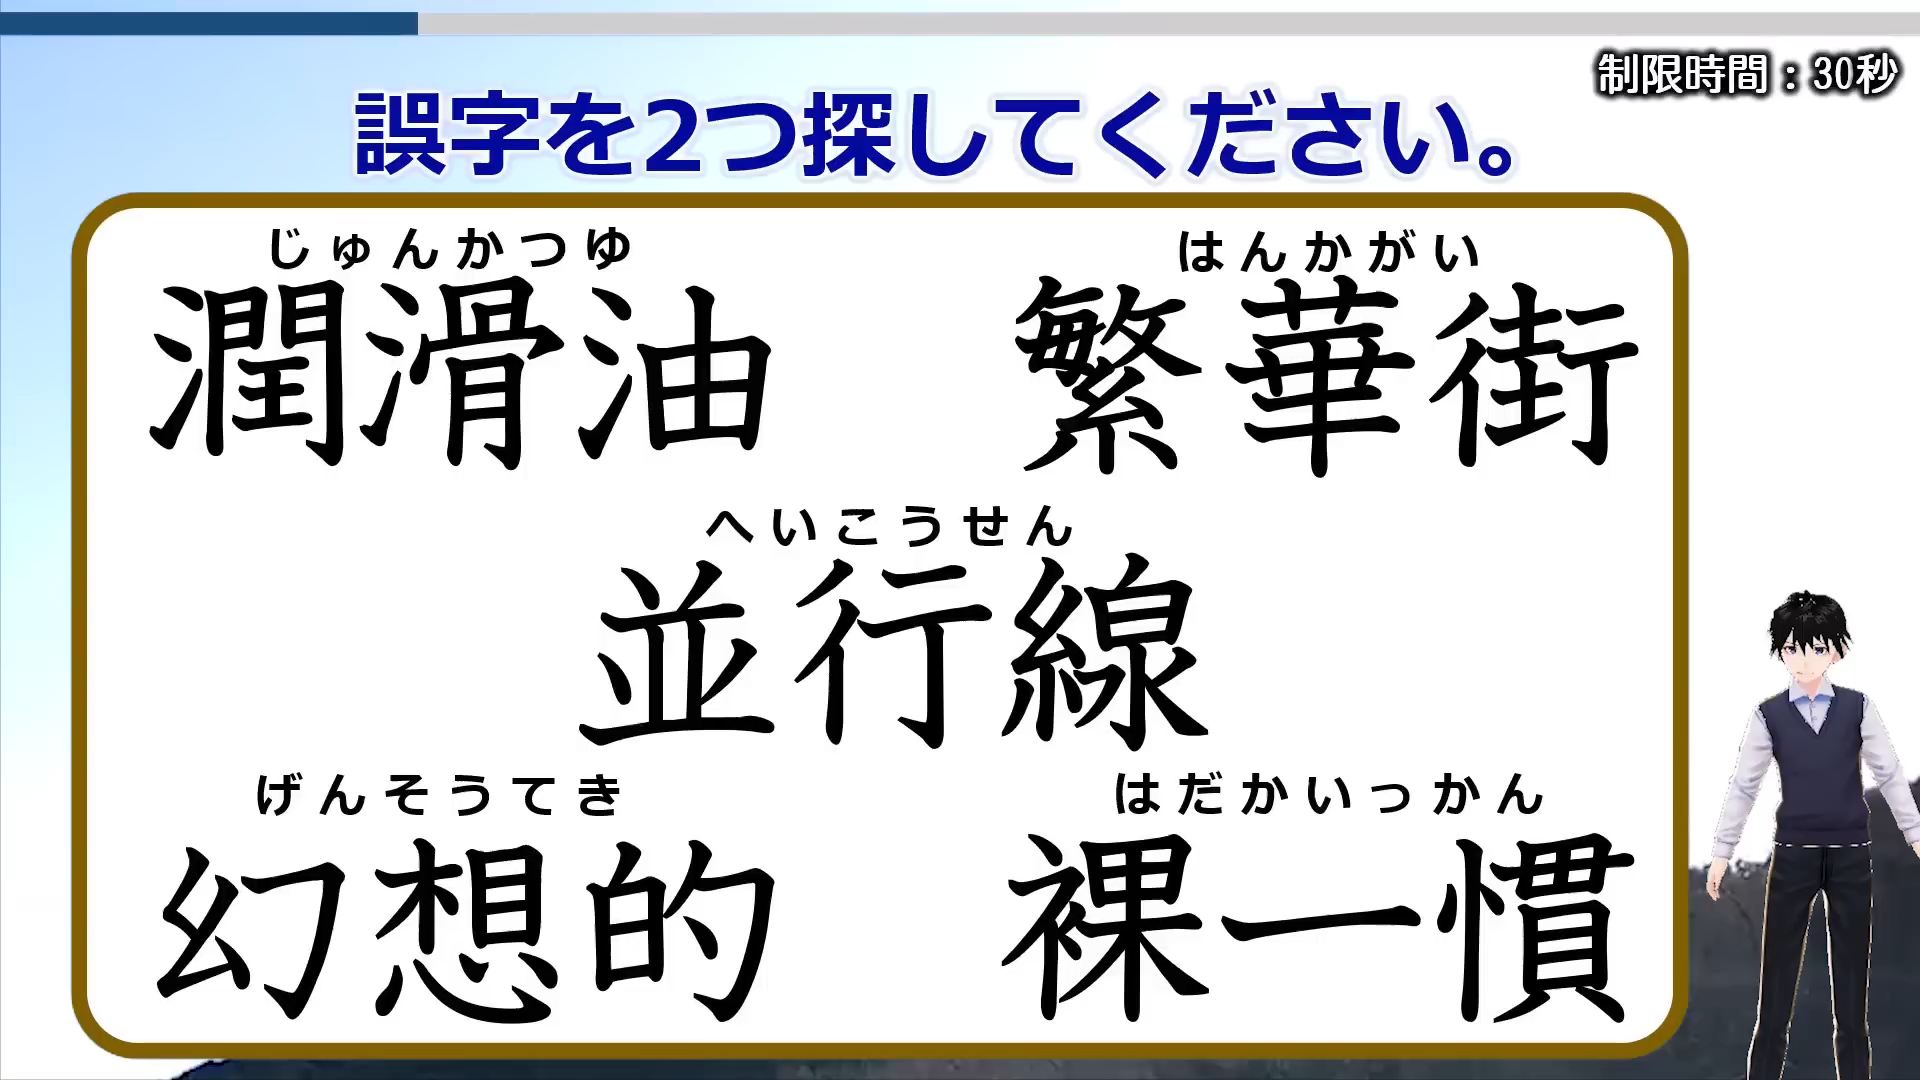 制限時間：30秒
誤字を2つ探してください。
じゅんかつゆ
潤滑油
はんかがい
繁華街
へいこうせん
並行線
げんそうてき
幻想的
はだかいっかん
裸一慣